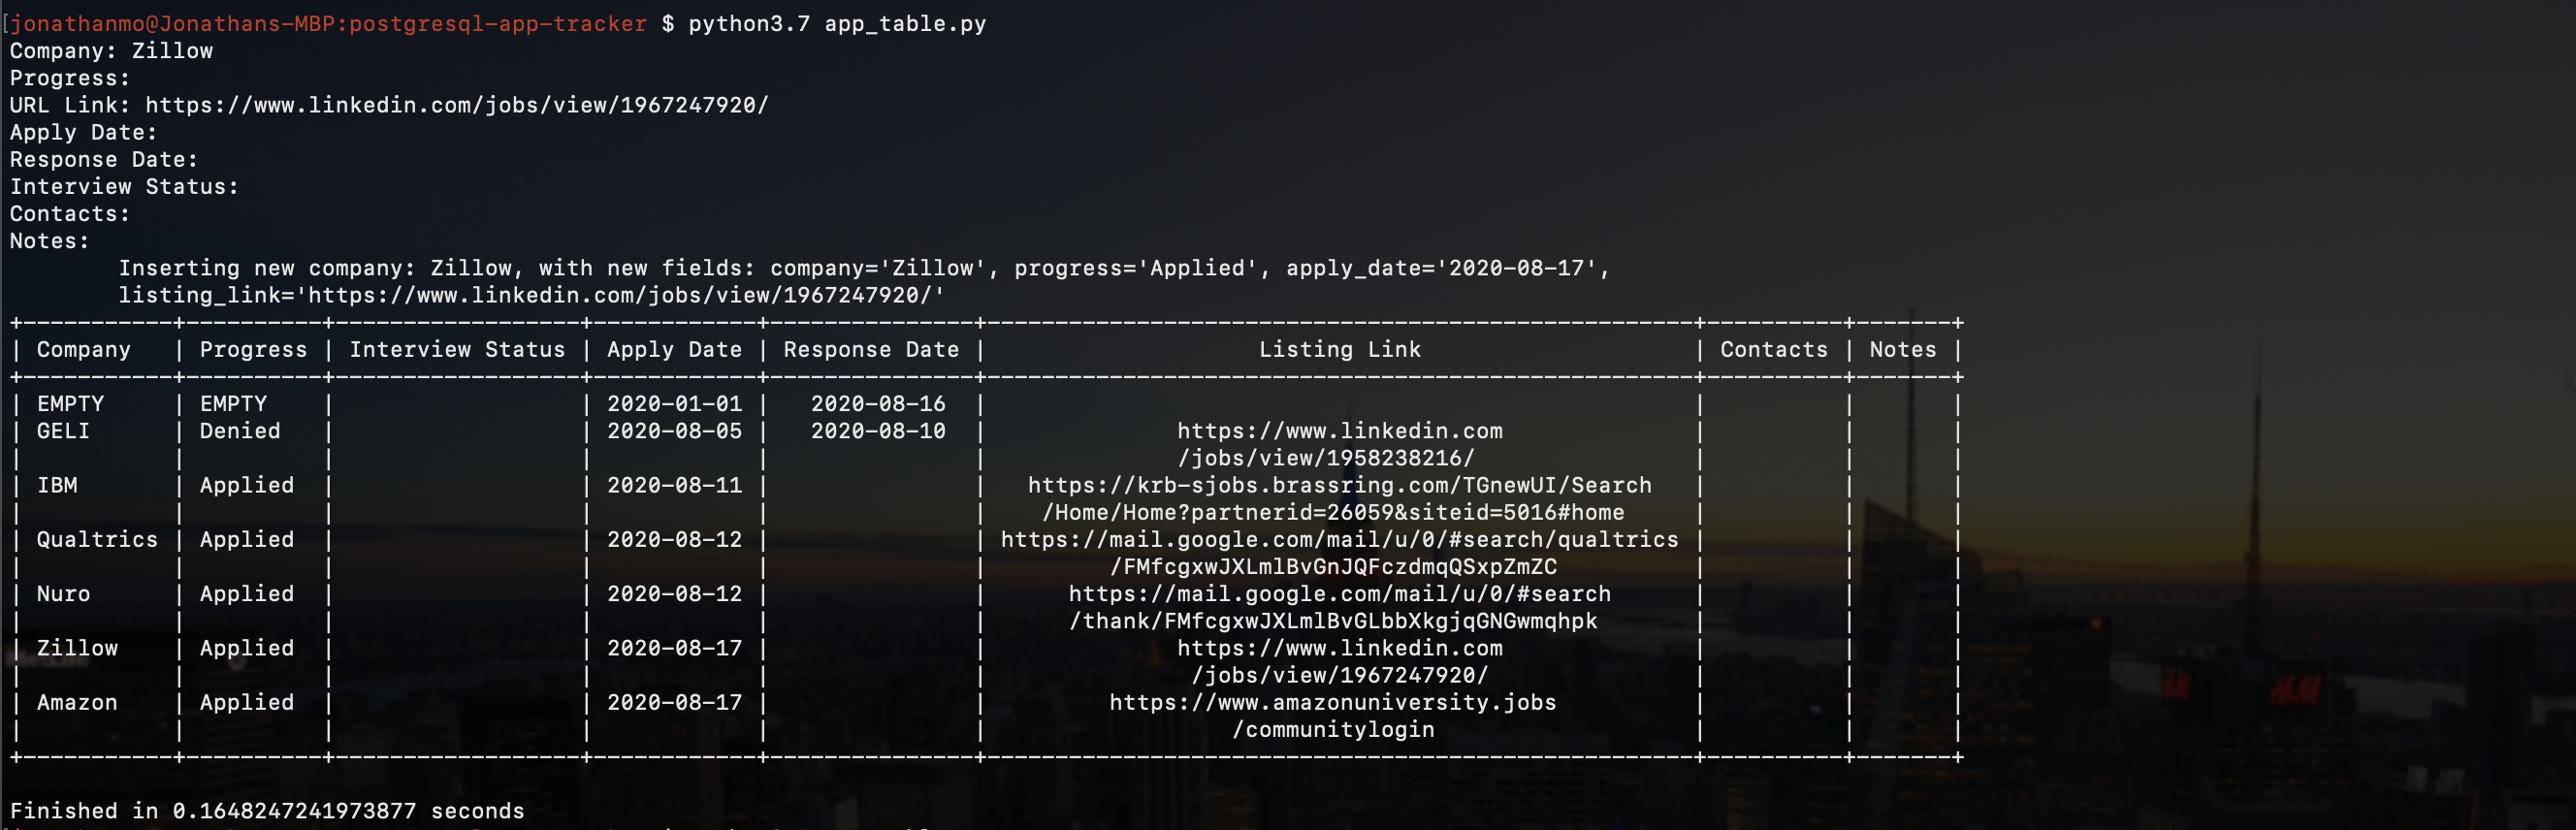 [jonathanmo@Jonathans-MBP:postgresql-app-tracker $ python3.7 app_table.py
Company: Zillow
Progress:
URL Link: https://www.linkedin.com/jobs/view/1967247920/
Apply Date:
Response Date:
Interview Status:
Contacts:
Notes:
        Inserting new company: Zillow, with new fields: company='Zillow', progress='Applied', apply_date='2020-08-17',
        listing_link='https://www.linkedin.com/jobs/view/1967247920/'
| Company | Progress | Interview Status | Apply Date | Response Date | Listing Link | Contacts | Notes |
| EMPTY | EMPTY | | 2020-01-01 | 2020-08-16 | | | |
| GELI | Denied | | 2020-08-05 | 2020-08-10 | https://www.linkedin.com | | |
| | | | | | /jobs/view/1958238216/ | | |
| IBM | Applied | | 2020-08-11 | | https://krb-sjobs.brassring.com/TGnewUI/Search | | |
| | | | | | /Home/Home?partnerid=26059&siteid=5016#home | | |
| Qualtrics | Applied | | 2020-08-12 | | https://mail.google.com/mail/u/0/#search/qualtrics | | |
| | | | | | /FMfcgxwJXLmlBvGnJQFczdmqQSxpZmZC | | |
| Nuro | Applied | | 2020-08-12 | | https://mail.google.com/mail/u/0/#search | | |
| | | | | | /thank/FMfcgxwJXLmlBvGLbbXkgjqGNGwmqhpk | | |
| Zillow | Applied | | 2020-08-17 | | https://www.linkedin.com | | |
| | | | | | /jobs/view/1967247920/ | | |
| Amazon | Applied | | 2020-08-17 | | https://www.amazonuniversity.jobs | | |
| | | | | | /communitylogin | | |
Finished in 0.1648247241973877 seconds